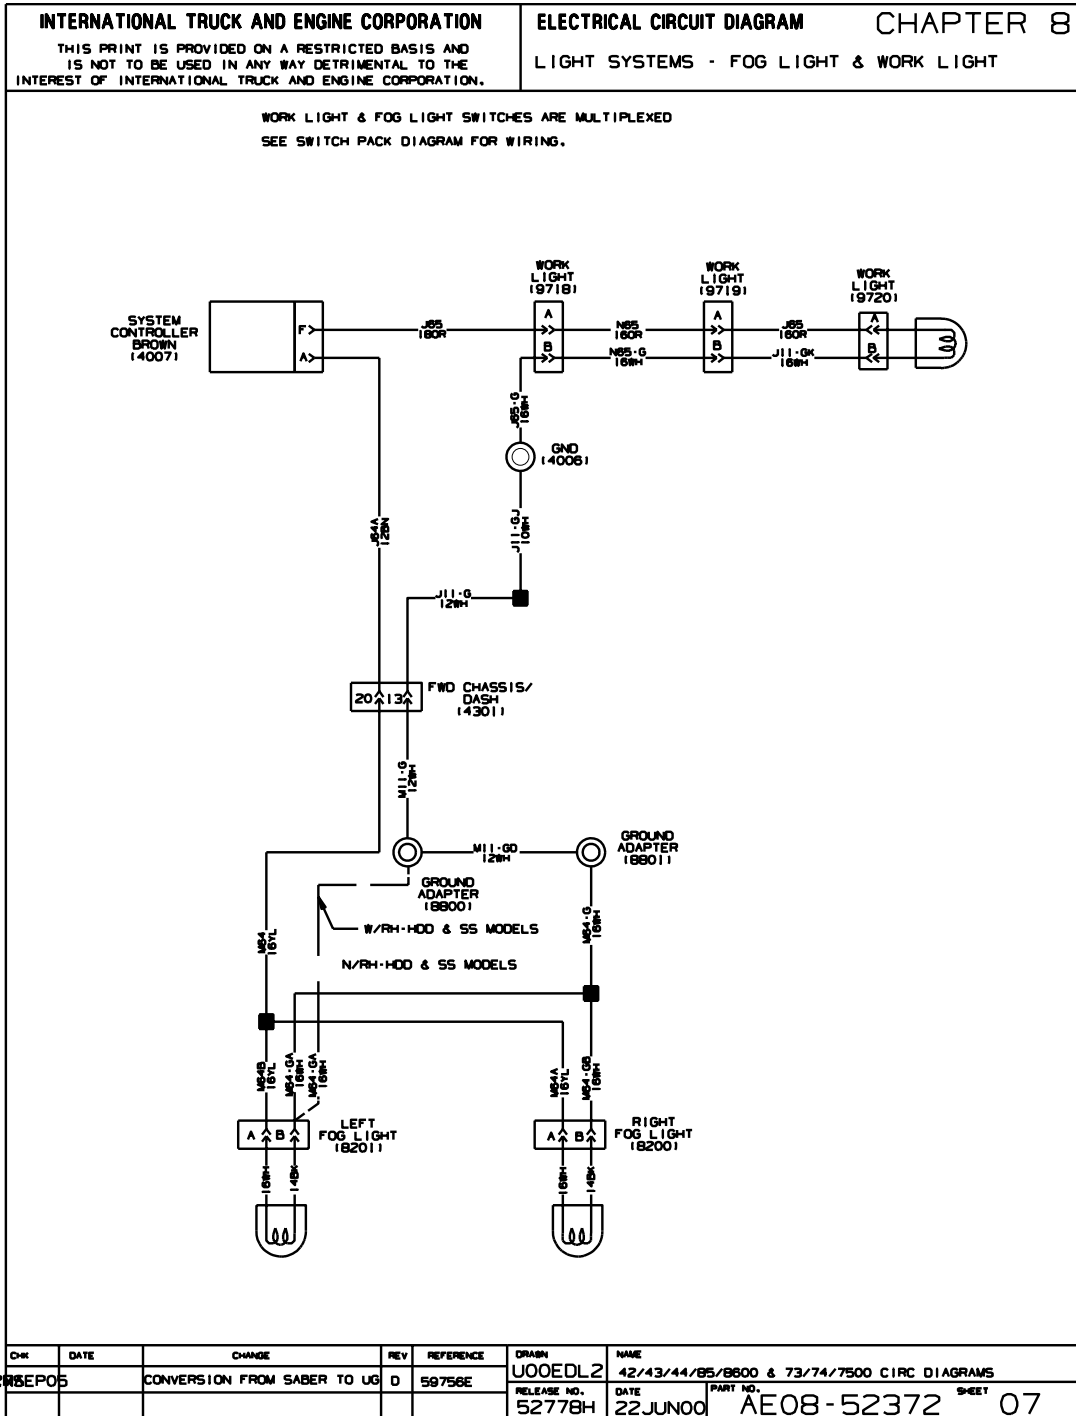 INTERNATIONAL TRUCK AND ENGINE CORPORATION
THIS PRINT IS PROVIDED ON A RESTRICTED BASIS AND
IS NOT TO BE USED IN ANY WAY DETRIMENTAL TO THE
INTEREST OF INTERNATIONAL TRUCK AND ENGINE CORPORATION.
ELECTRICAL CIRCUIT DIAGRAM
CHAPTER 8
LIGHT SYSTEMS - FOG LIGHT & WORK LIGHT
WORK LIGHT & FOG LIGHT SWITCHES ARE MULTIPLEXED
SEE SWITCH PACK DIAGRAM FOR WIRING.
SYSTEM
CONTROLLER
BROWN
(4007)
F
A
J65
18OR
WORK
LIGHT
(9718)
A
B
N65
16OR
N65-G
16WH
WORK
LIGHT
(9719)
A
B
J65
16OR
J11-GK
16WH
WORK
LIGHT
(9720)
A
B
J65-G
16WH
GND
(4006)
J64A
12BN
J11-GJ
10WH
J11-G
12WH
20
13
FWD CHASSIS/
DASH
(4301)
M11-G
12WH
M11-GD
12WH
GROUND
ADAPTER
(8801)
GROUND
ADAPTER
(8800)
W/RH-HDD & SS MODELS
N/RH-HDD & SS MODELS
M64
16YL
M64-G
16WH
M64B
16YL
M64-GA
16WH
M64-GA
16WH
M64A
16YL
M64-GB
16WH
A
B
LEFT
FOG LIGHT
(8201)
A
B
RIGHT
FOG LIGHT
(8200)
16WH
14BK
16WH
14BK
CHK
DATE
CHANGE
REV
REFERENCE
SEP05
CONVERSION FROM SABER TO UG
D
59756E
DRAWN
U00EDL2
NAME
42/43/44/85/8600 & 73/74/7500 CIRC DIAGRAMS
RELEASE NO.
52778H
DATE
22JUN00
PART NO.
AE08-52372
SHEET
07